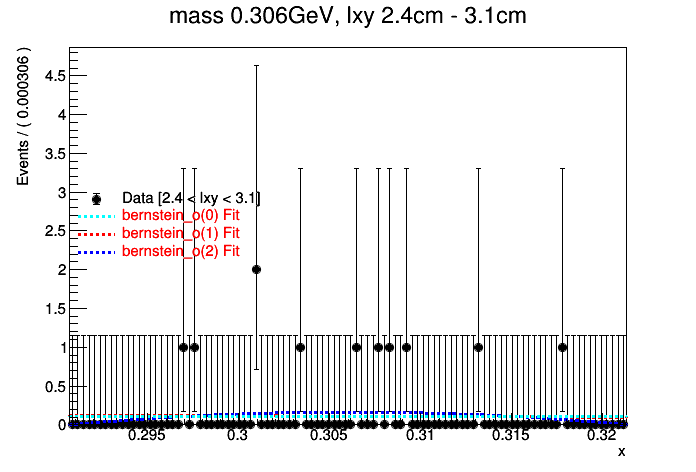 mass 0.306GeV, lxy 2.4cm - 3.1cm
Events / ( 0.000306 )
4.5
4
3.5
3
2.5
2
1.5
1
0.5
0
Data [2.4 < lxy < 3.1]
bernstein_o(0) Fit
bernstein_o(1) Fit
bernstein_o(2) Fit
0.295 0.3 0.305 0.31 0.315 0.32
x